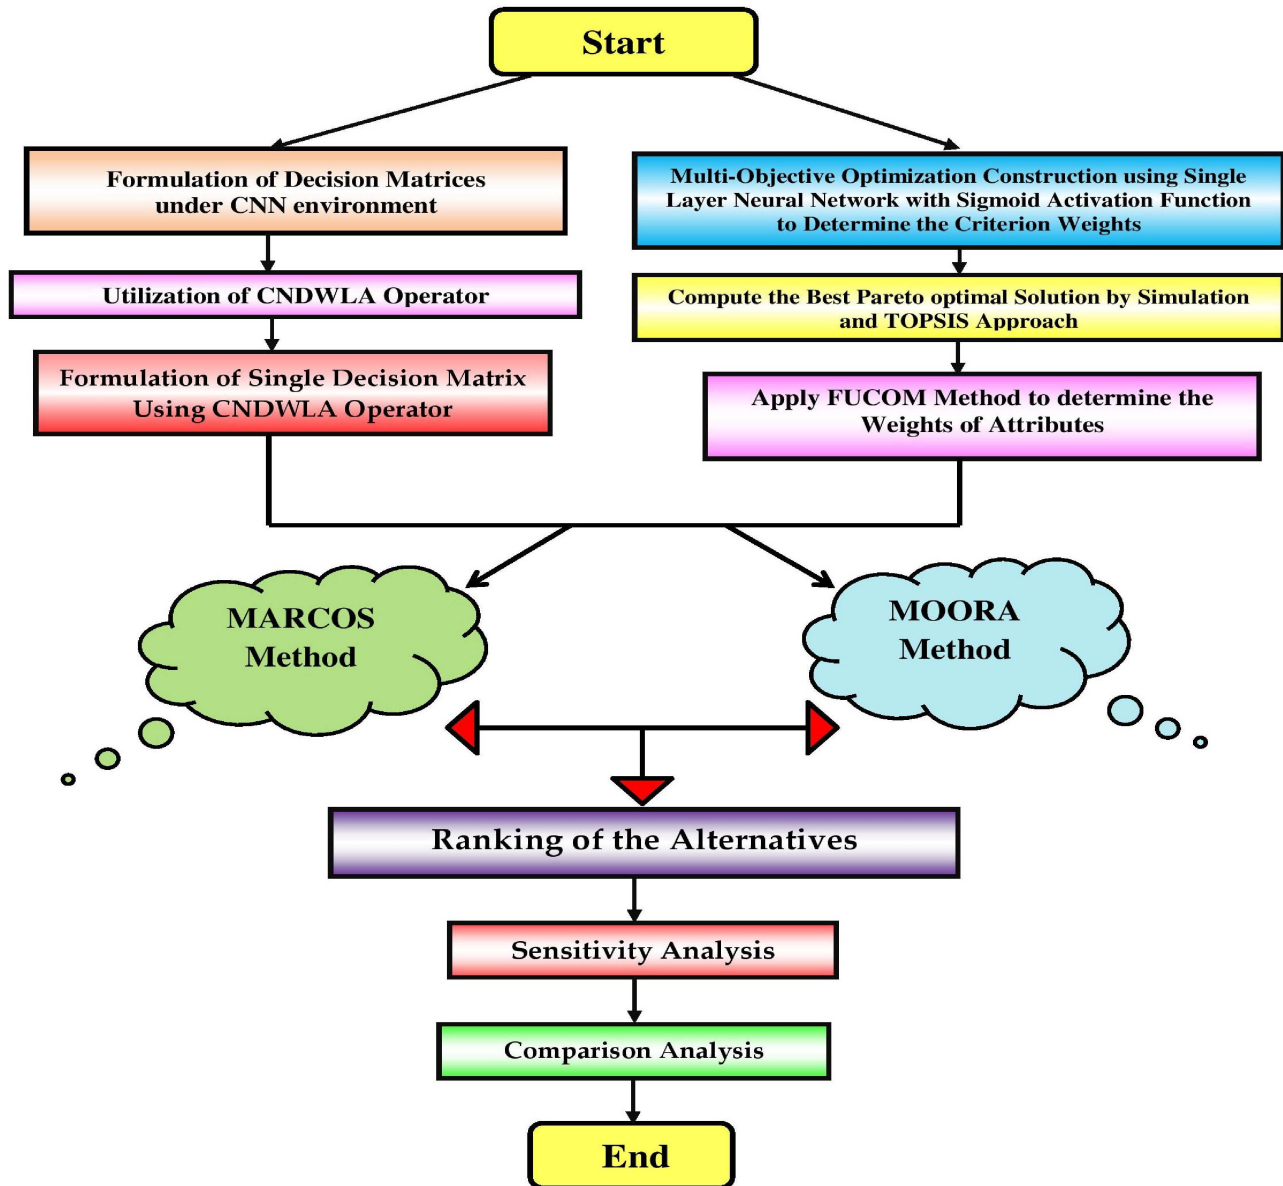 Start
Formulation of Decision Matrices
under CNN environment
Utilization of CNDWLA Operator
Formulation of Single Decision Matrix
Using CNDWLA Operator
Multi-Objective Optimization Construction using Single
Layer Neural Network with Sigmoid Activation Function
to Determine the Criterion Weights
Compute the Best Pareto optimal Solution by Simulation
and TOPSIS Approach
Apply FUCOM Method to determine the
Weights of Attributes
MARCOS
Method
MOORA
Method
Ranking of the Alternatives
Sensitivity Analysis
Comparison Analysis
End